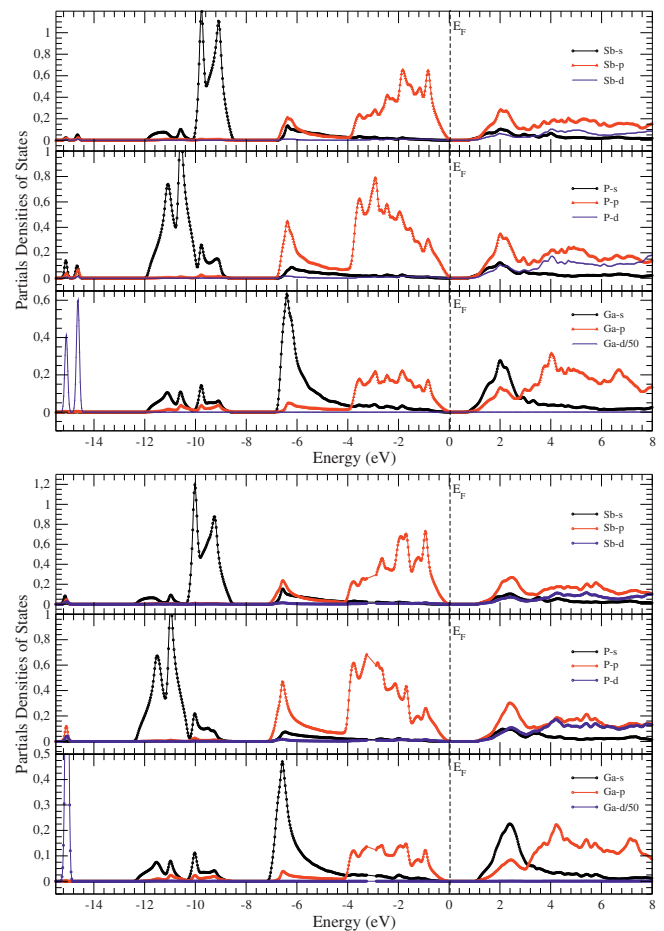 1
0.8
0.6
0.4
0.2
0
E_F
Sb-s
Sb-p
Sb-d
1
0.8
0.6
0.4
0.2
0
E_F
P-s
P-p
P-d
0.6
0.4
0.2
0
E_F
Ga-s
Ga-p
Ga-d/50
Partials Densities of States
-14 -12 -10 -8 -6 -4 -2 0 2 4 6 8
Energy (eV)
1,2
1
0,8
0,6
0,4
0,2
0
E_F
Sb-s
Sb-p
Sb-d
1
0,8
0,6
0,4
0,2
0
E_F
P-s
P-p
P-d
0,5
0,4
0,3
0,2
0,1
0
E_F
Ga-s
Ga-p
Ga-d/50
Partials Densities of States
-14 -12 -10 -8 -6 -4 -2 0 2 4 6 8
Energy (eV)